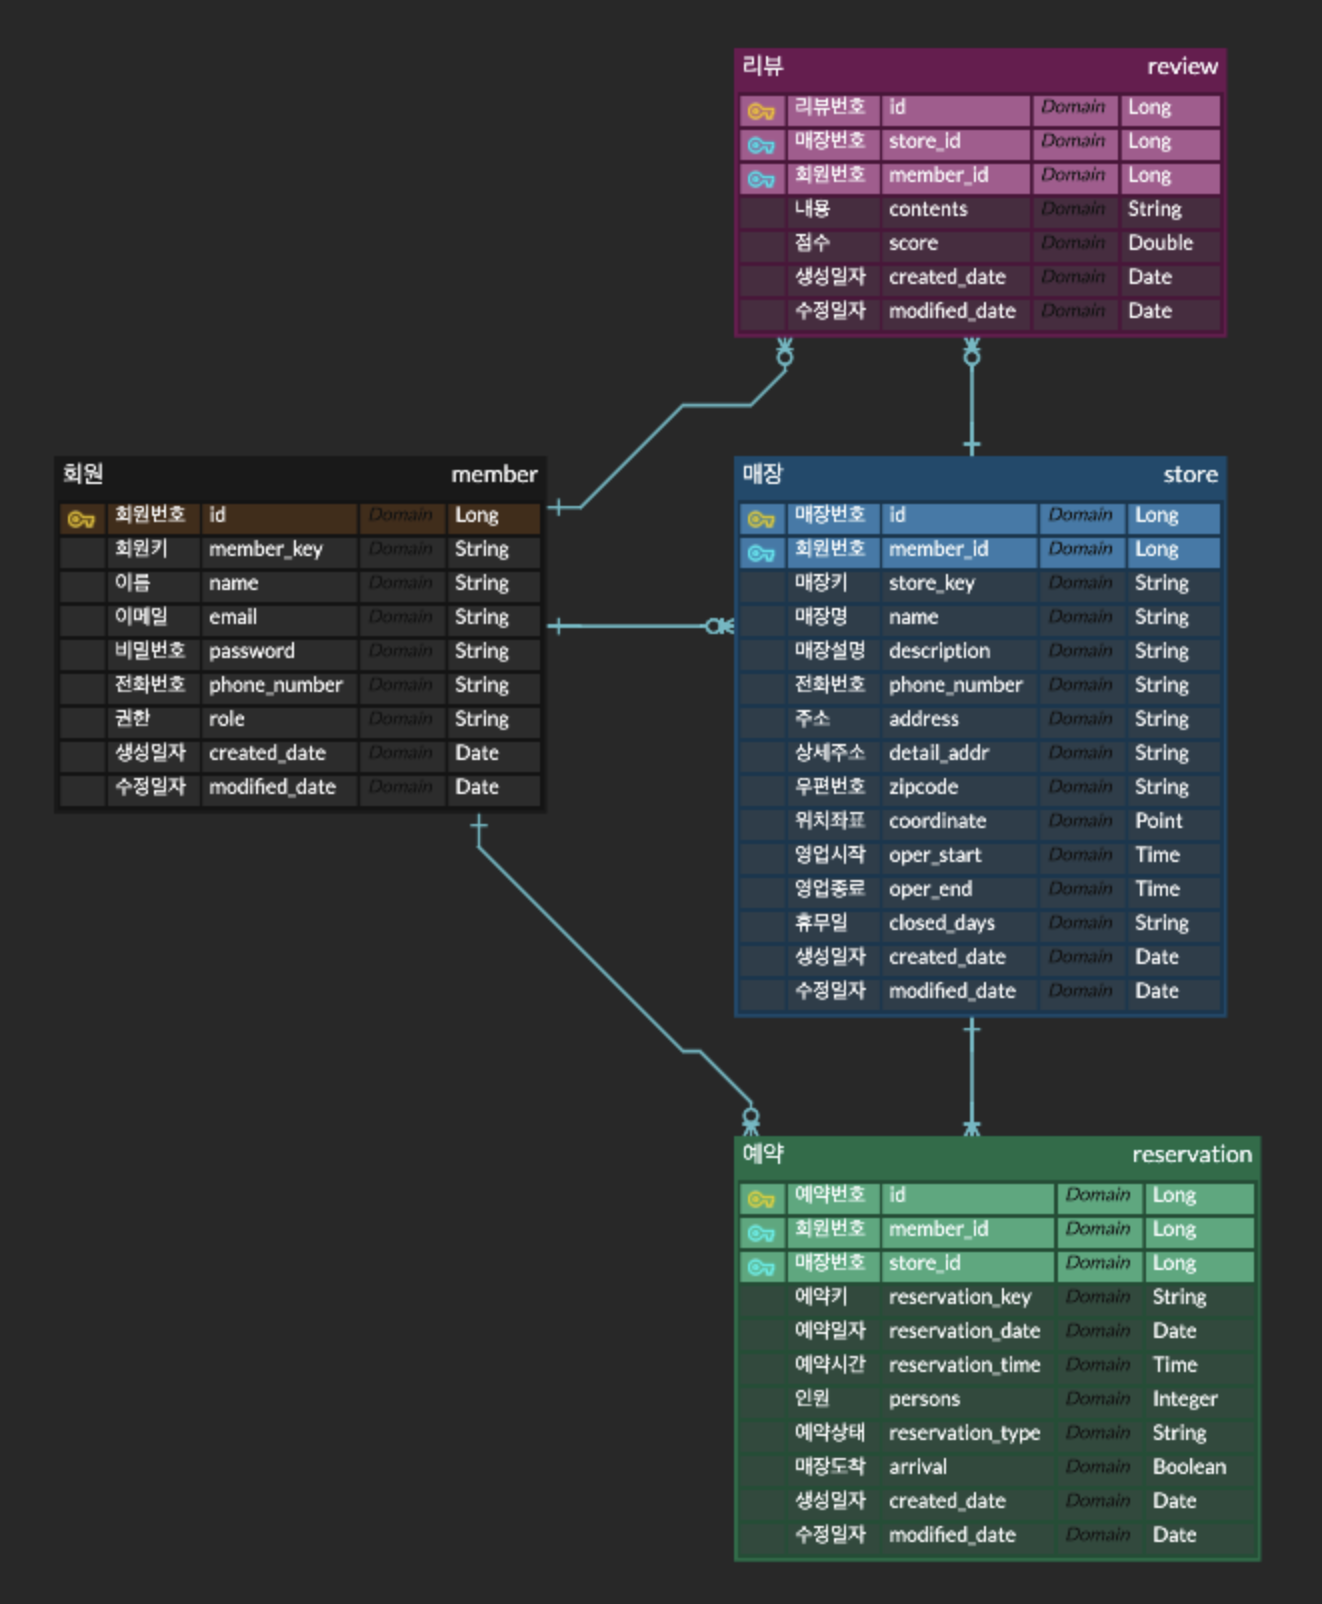 리뷰 review
리뷰번호 id Domain Long
매장번호 store_id Domain Long
회원번호 member_id Domain Long
내용 contents Domain String
점수 score Domain Double
생성일자 created_date Domain Date
수정일자 modified_date Domain Date
회원 member
회원번호 id Domain Long
회원키 member_key Domain String
이름 name Domain String
이메일 email Domain String
비밀번호 password Domain String
전화번호 phone_number Domain String
권한 role Domain String
생성일자 created_date Domain Date
수정일자 modified_date Domain Date
매장 store
매장번호 id Domain Long
회원번호 member_id Domain Long
매장키 store_key Domain String
매장명 name Domain String
매장설명 description Domain String
전화번호 phone_number Domain String
주소 address Domain String
상세주소 detail_addr Domain String
우편번호 zipcode Domain String
위치좌표 coordinate Domain Point
영업시작 oper_start Domain Time
영업종료 oper_end Domain Time
휴무일 closed_days Domain String
생성일자 created_date Domain Date
수정일자 modified_date Domain Date
예약 reservation
예약번호 id Domain Long
회원번호 member_id Domain Long
매장번호 store_id Domain Long
예약키 reservation_key Domain String
예약일자 reservation_date Domain Date
예약시간 reservation_time Domain Time
인원 persons Domain Integer
예약상태 reservation_type Domain String
매장도착 arrival Domain Boolean
생성일자 created_date Domain Date
수정일자 modified_date Domain Date